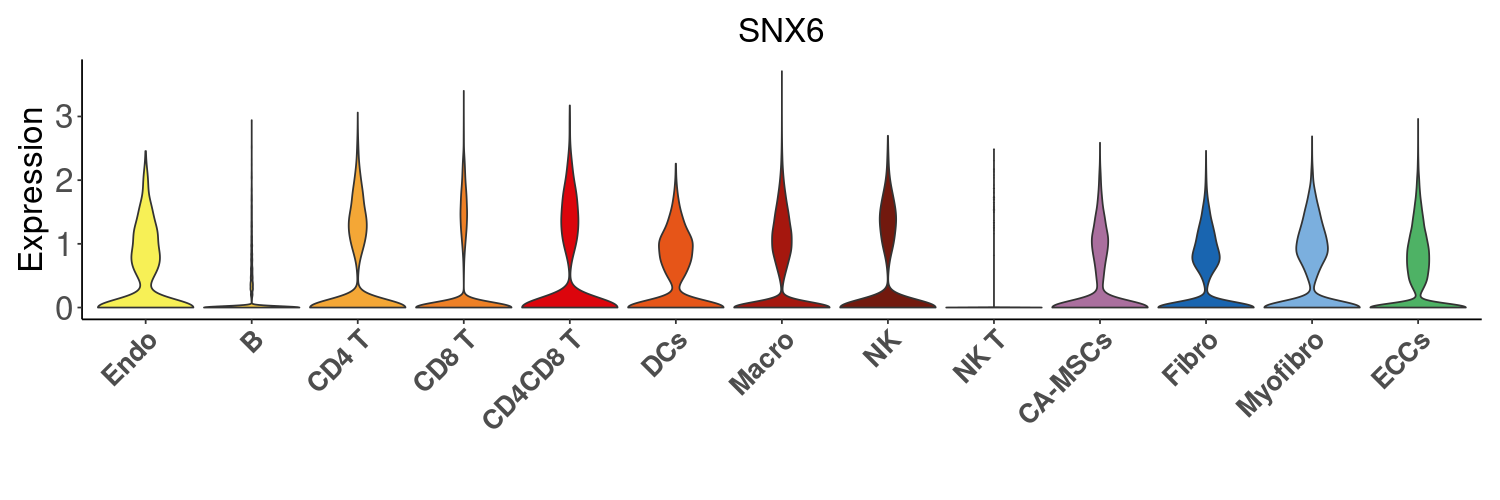 SNX6
Expression
3
2
1
0
Endo
B
CD4 T
CD8 T
CD4CD8 T
DCs
Macro
NK
NK T
CA-MSCs
Fibro
Myofibro
ECCs